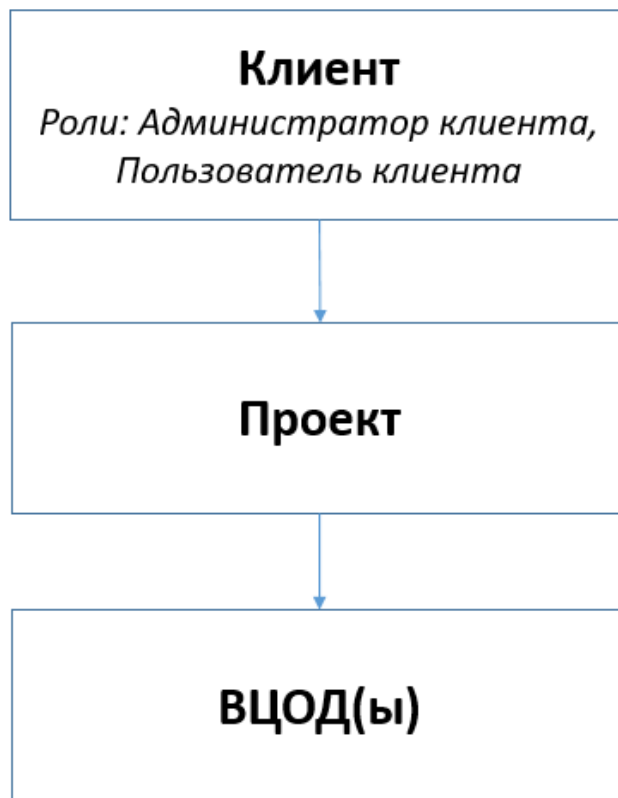 Клиент
Роли: Администратор клиента,
Пользователь клиента
Проект
ВЦОД(ы)